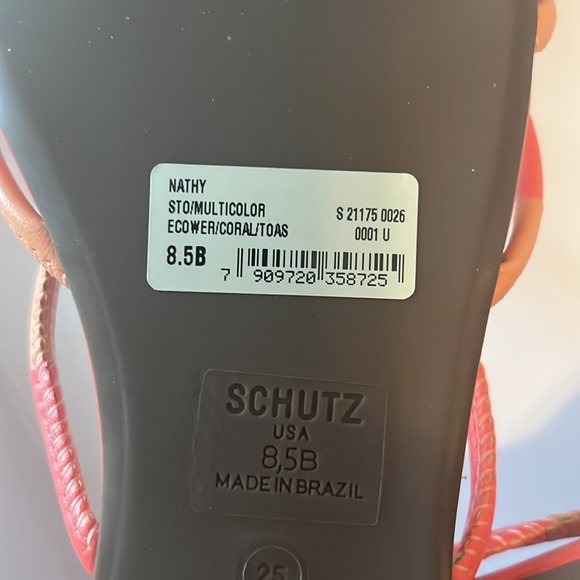 NATHY
STO/MULTICOLOR S 21175 0026
ECOWER/CORAL/TOAS 0001 U
8.5B
7 909720 358725
SCHUTZ
USA
8,5B
MADE IN BRAZIL
25